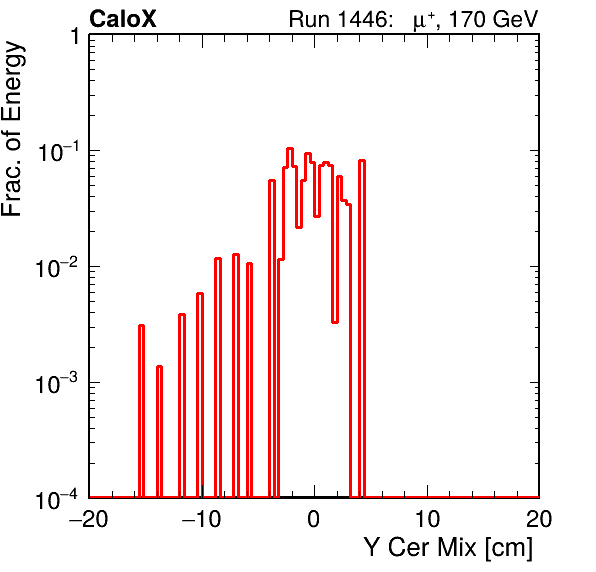 CaloX Run 1446: μ⁺, 170 GeV
Frac. of Energy
1
10⁻¹
10⁻²
10⁻³
10⁻⁴
−20 −10 0 10 20
Y Cer Mix [cm]